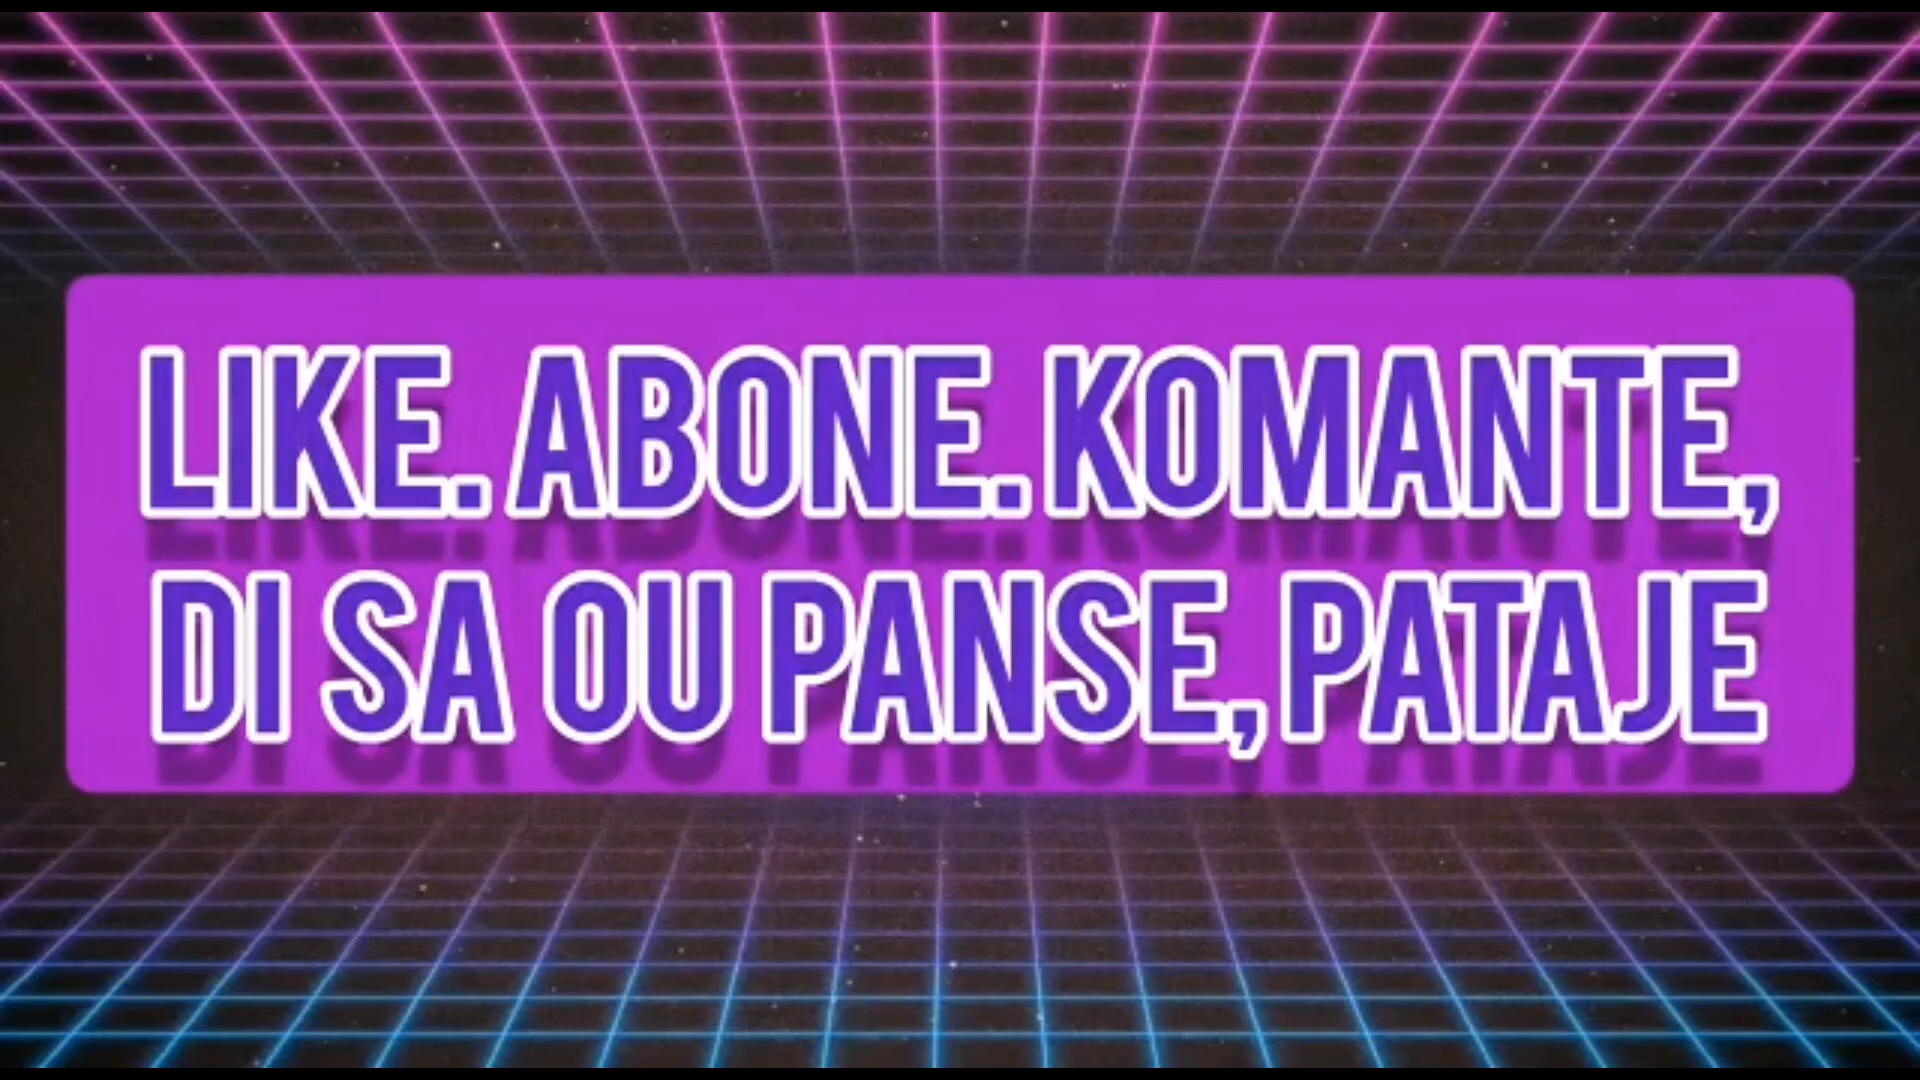 LIKE. ABONE. KOMANTE,
DI SA OU PANSE, PATAJE